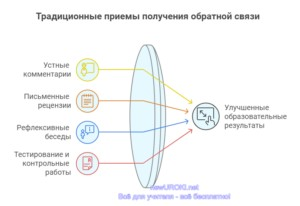 Традиционные приемы получения обратной связи
Устные
комментарии
Письменные
рецензии
Рефлексивные
беседы
Тестирование и
контрольные
работы
Улучшенные
образовательные
результаты
newUROKI.net
Всё для учителя - всё бесплатно!